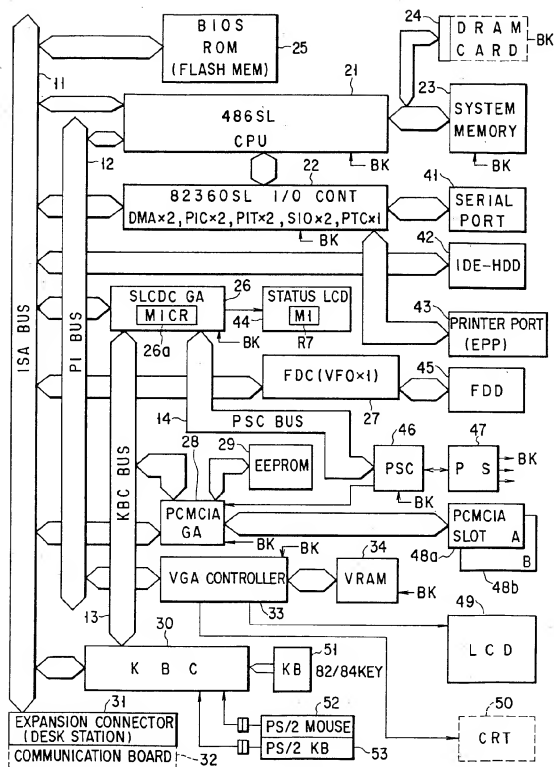 24
DRAM
CARD
BK
BIOS
ROM
(FLASH MEM)
25
11
21
23
486SL
CPU
BK
SYSTEM
MEMORY
BK
12
22
41
82360SL I/O CONT
DMA×2, PIC×2, PIT×2, SIO×2, PTC×1
BK
SERIAL
PORT
42
IDE-HDD
SLCDC GA
MICR
26
26a
BK
STATUS LCD
M1
44
R7
43
PRINTER PORT
(EPP)
ISA BUS
PI BUS
FDC (VFO×1)
27
45
FDD
14
PSC BUS
KBC BUS
28
29
EEPROM
46
PSC
BK
47
P S
BK
PCMCIA
GA
BK
PCMCIA
SLOT A
B
48a
48b
BK
VGA CONTROLLER
33
34
VRAM
BK
49
LCD
13
30
K B C
51
KB
82/84KEY
31
EXPANSION CONNECTOR
(DESK STATION)
COMMUNICATION BOARD
32
52
PS/2 MOUSE
PS/2 KB
53
50
CRT